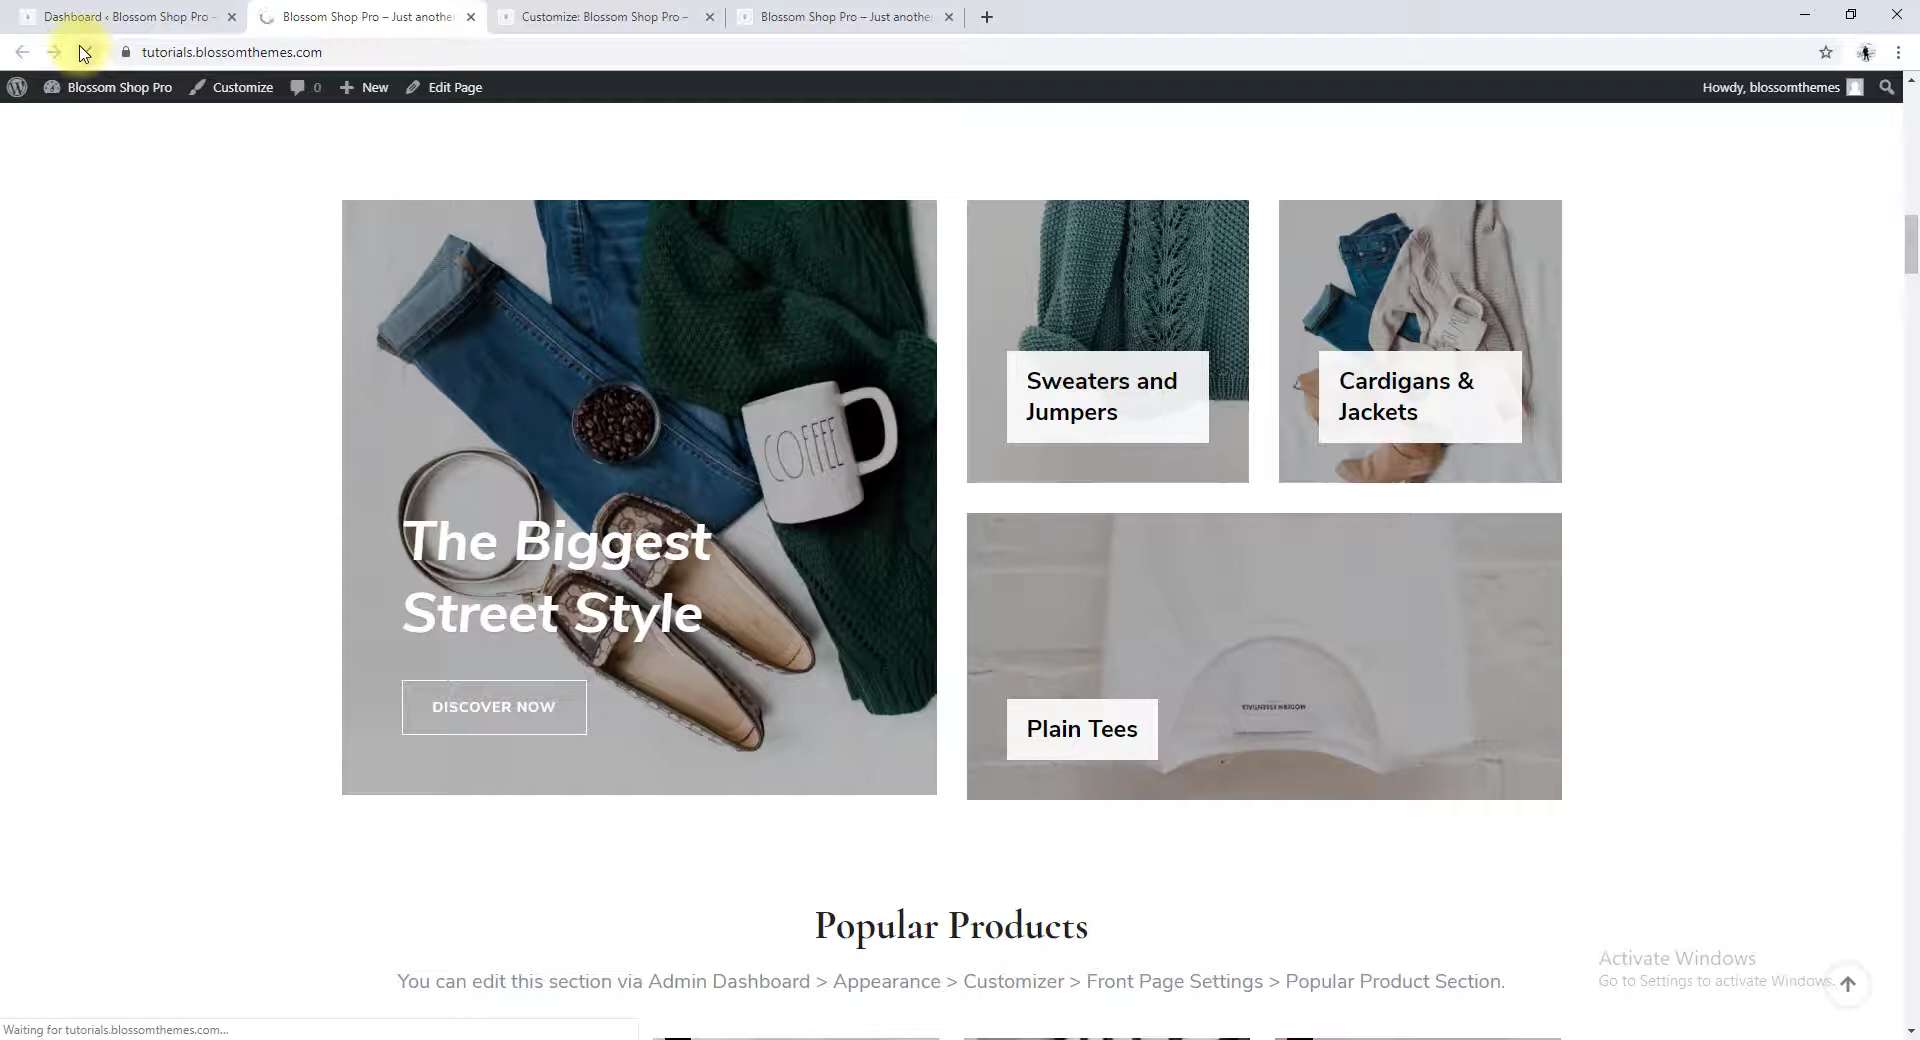 Dashboard ‹ Blossom Shop Pro –
Blossom Shop Pro – Just anothe
Customize: Blossom Shop Pro –
Blossom Shop Pro – Just anothe
tutorials.blossomthemes.com
Blossom Shop Pro
Customize
0
New
Edit Page
Howdy, blossomthemes
Sweaters and
Jumpers
Cardigans &
Jackets
COFFEE
The Biggest
Street Style
DISCOVER NOW
MODERN ESSENTIALS
Plain Tees
Popular Products
You can edit this section via Admin Dashboard > Appearance > Customizer > Front Page Settings > Popular Product Section.
Activate Windows
Go to Settings to activate Windows.
Waiting for tutorials.blossomthemes.com...